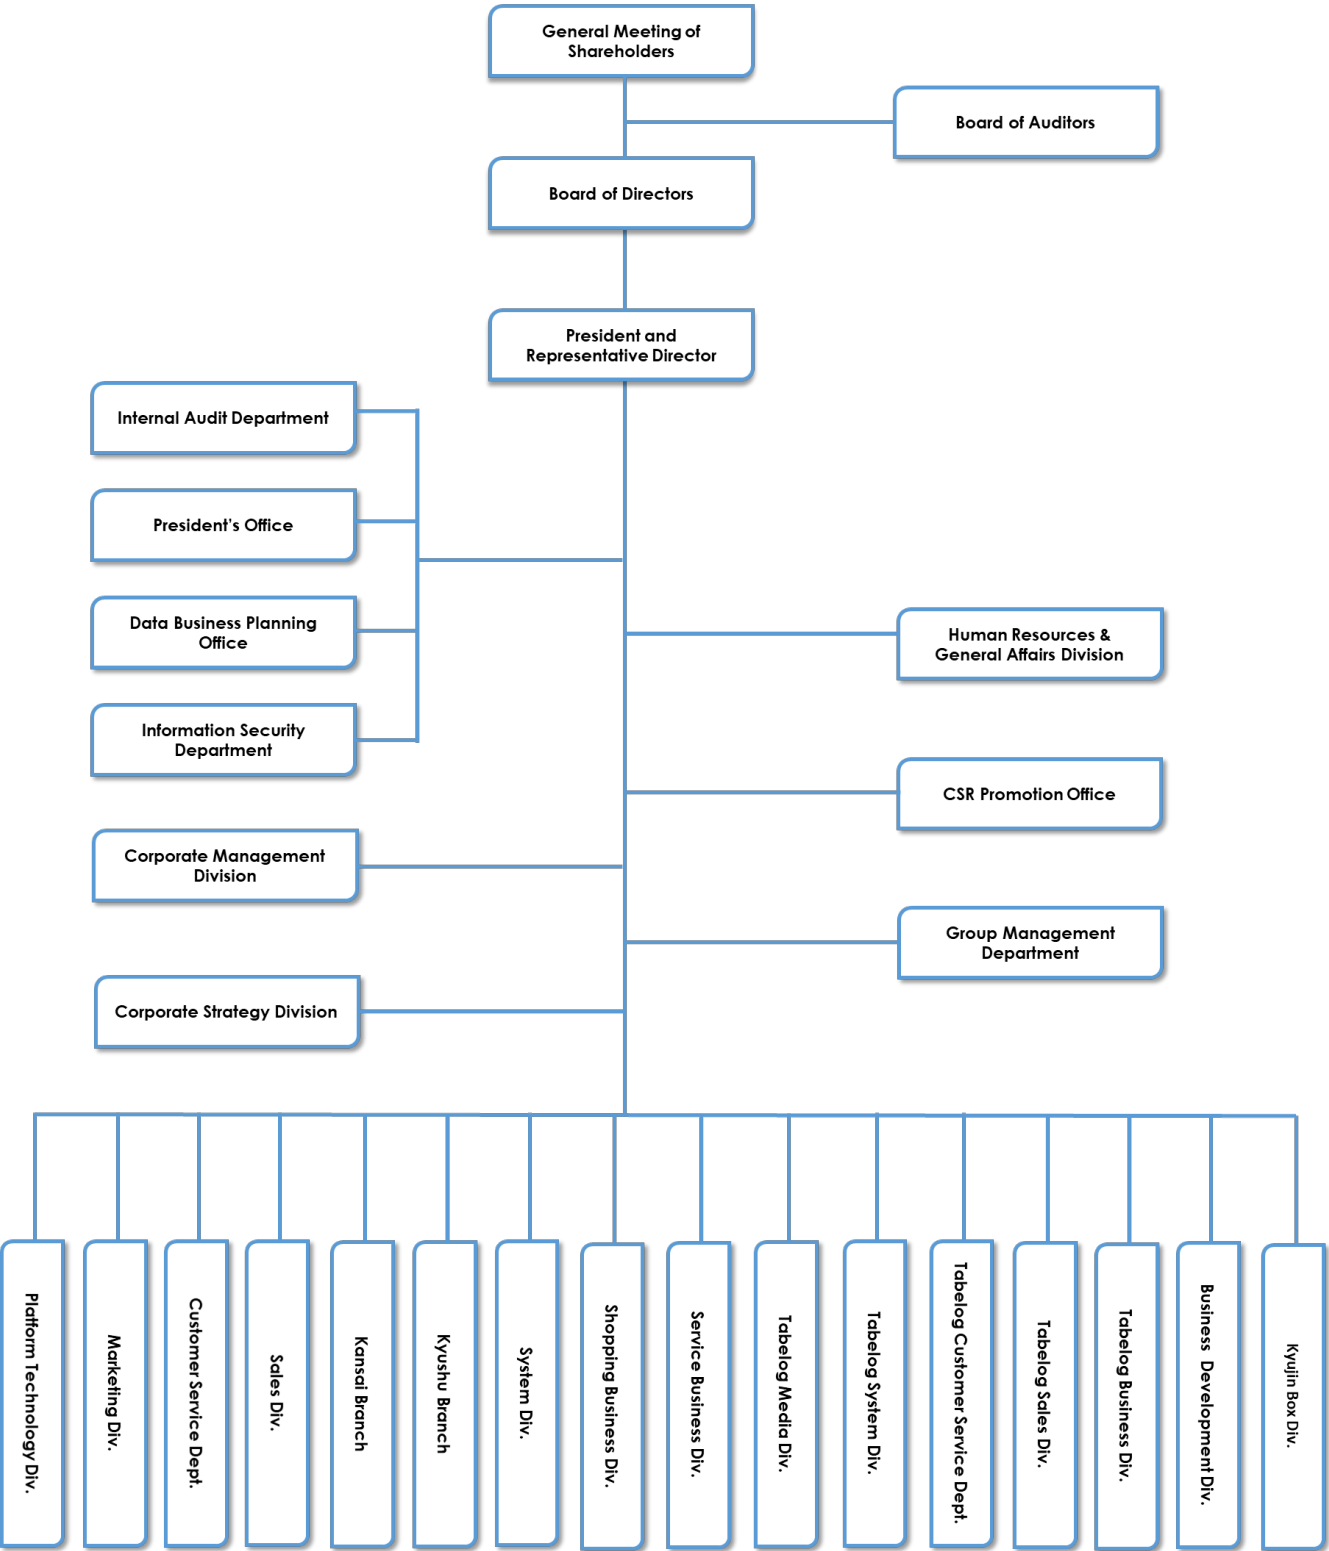 General Meeting of
Shareholders
Board of Auditors
Board of Directors
President and
Representative Director
Internal Audit Department
President's Office
Data Business Planning
Office
Human Resources &
General Affairs Division
Information Security
Department
CSR Promotion Office
Corporate Management
Division
Group Management
Department
Corporate Strategy Division
Platform Technology Div.
Marketing Div.
Customer Service Dept.
Sales Div.
Kansai Branch
Kyushu Branch
System Div.
Shopping Business Div.
Service Business Div.
Tabelog Media Div.
Tabelog System Div.
Tabelog Customer Service Dept.
Tabelog Sales Div.
Tabelog Business Div.
Business Development Div.
Kyujin Box Div.